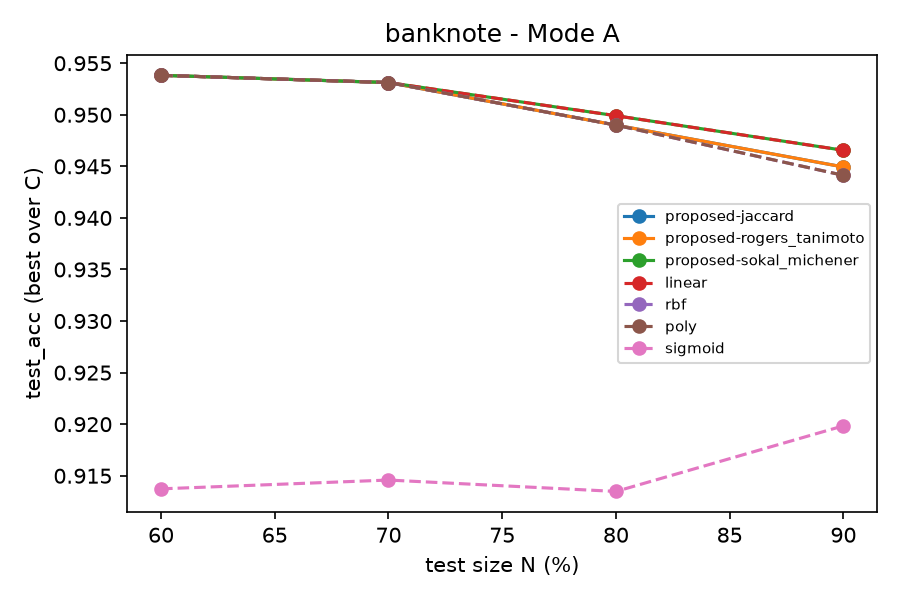 banknote - Mode A
test_acc (best over C)
0.955
0.950
0.945
0.940
0.935
0.930
0.925
0.920
0.915
proposed-jaccard
proposed-rogers_tanimoto
proposed-sokal_michener
linear
rbf
poly
sigmoid
60 65 70 75 80 85 90
test size N (%)